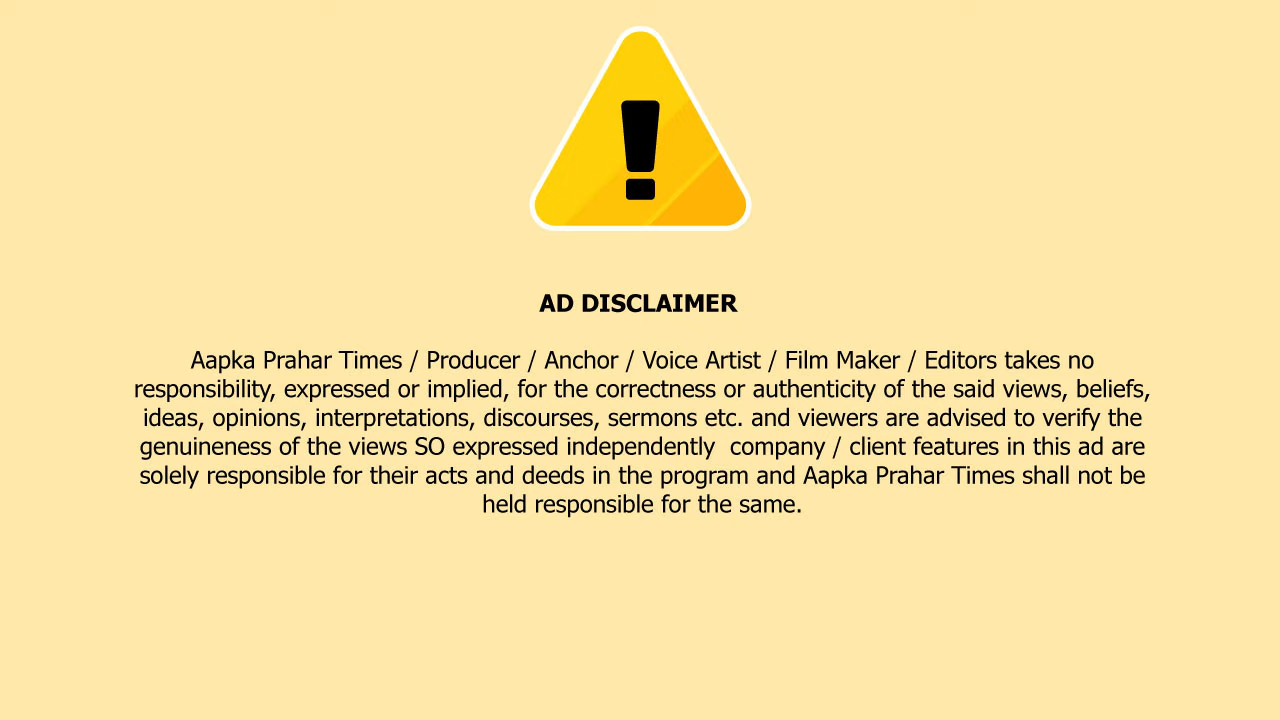 AD DISCLAIMER
Aapka Prahar Times / Producer / Anchor / Voice Artist / Film Maker / Editors takes no
responsibility, expressed or implied, for the correctness or authenticity of the said views, beliefs,
ideas, opinions, interpretations, discourses, sermons etc. and viewers are advised to verify the
genuineness of the views SO expressed independently  company / client features in this ad are
solely responsible for their acts and deeds in the program and Aapka Prahar Times shall not be
held responsible for the same.